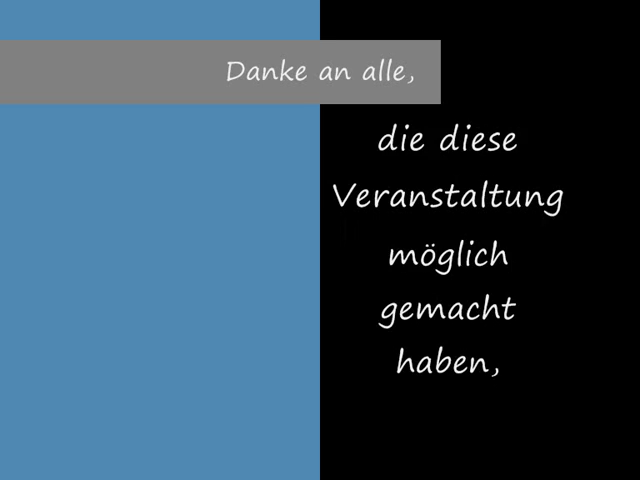 Danke an alle,
die diese
Veranstaltung
möglich
gemacht
haben,